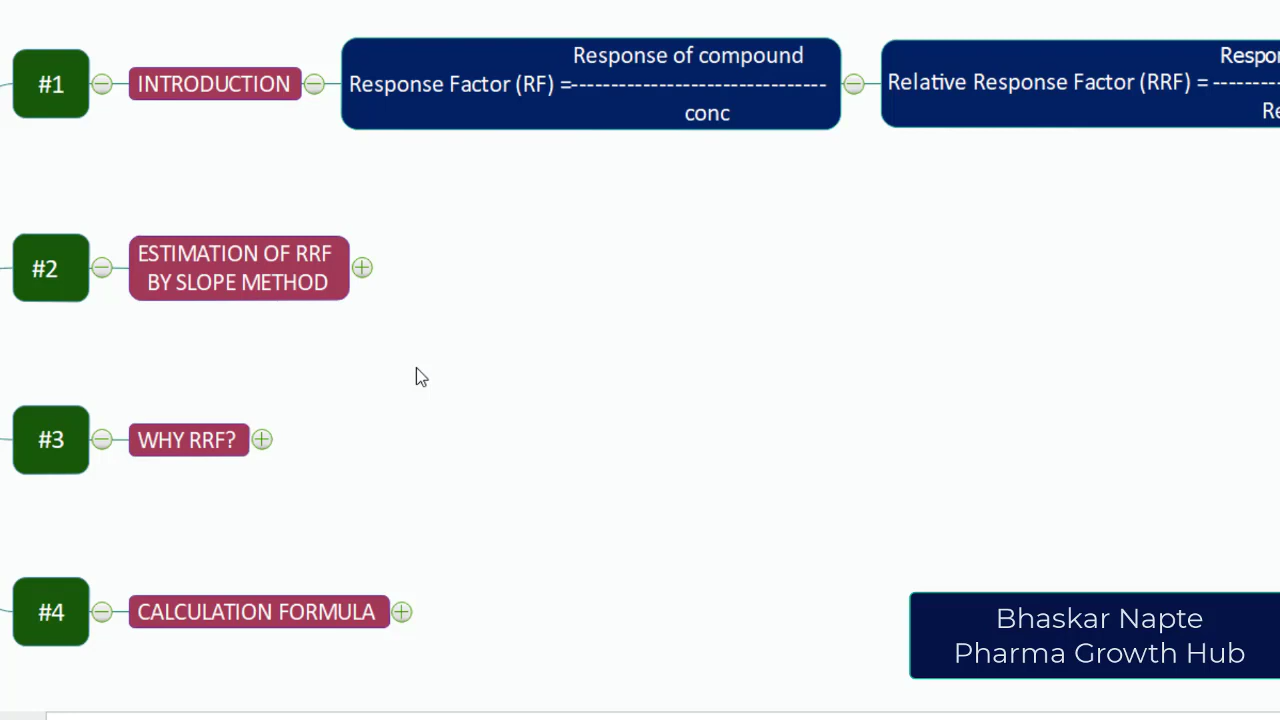 #1
INTRODUCTION
Response of compound
Response Factor (RF) =--------------------------------
conc
Relative Response Factor (RRF) =
#2
ESTIMATION OF RRF
BY SLOPE METHOD
#3
WHY RRF?
#4
CALCULATION FORMULA
Bhaskar Napte
Pharma Growth Hub